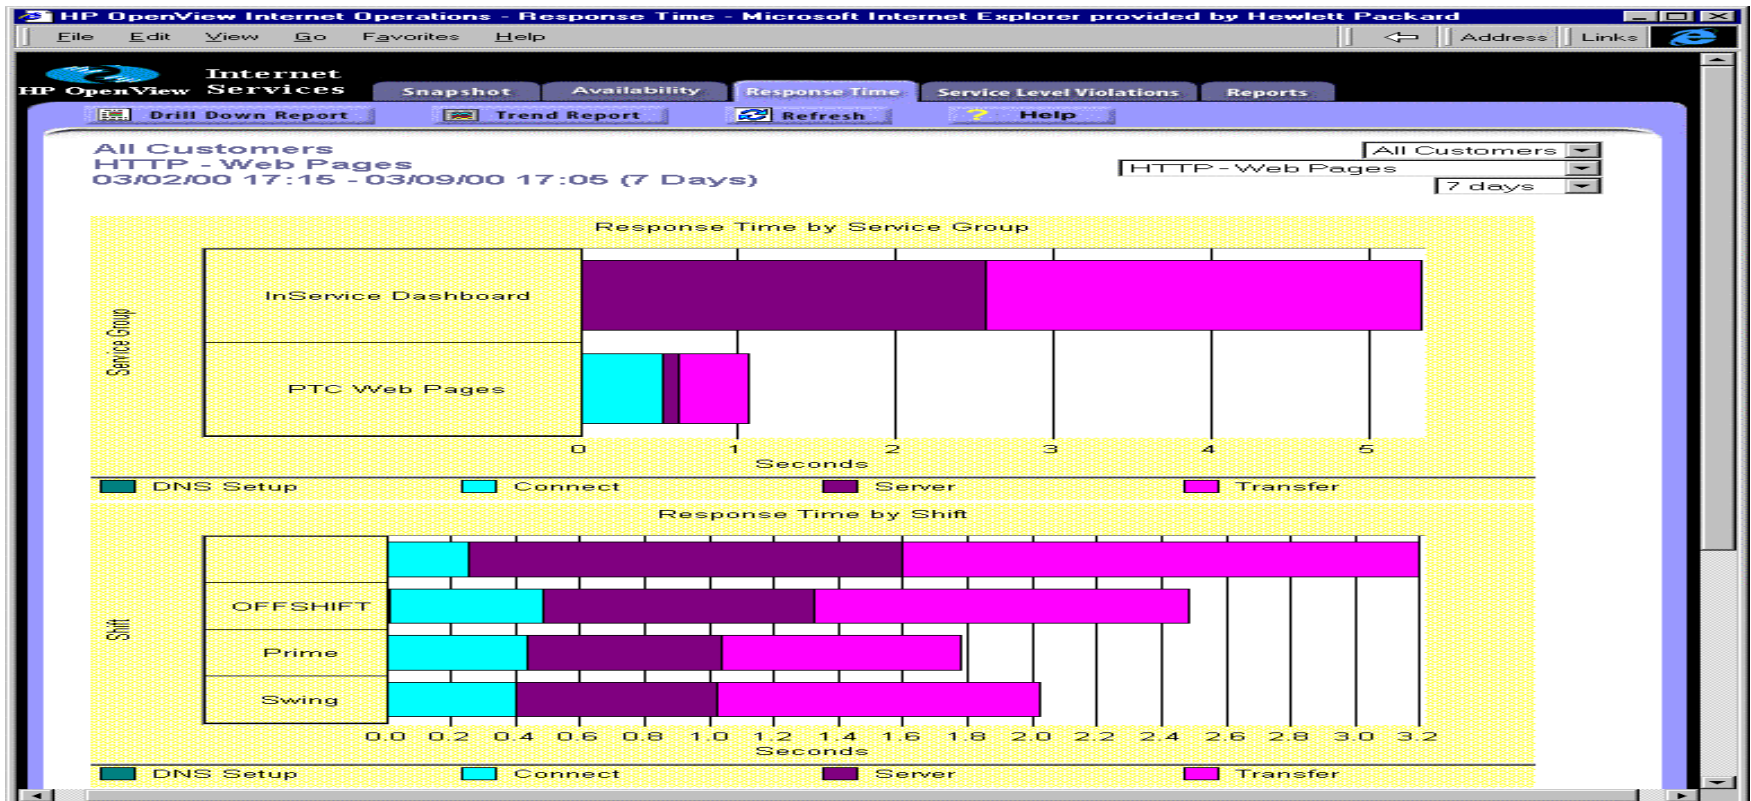 HP OpenView Internet Operations - Response Time - Microsoft Internet Explorer provided by Hewlett Packard
File Edit View Go Favorites Help Address Links
HP OpenView Internet Services
Snapshot Availability Response Time Service Level Violations Reports
Drill Down Report Trend Report Refresh ? Help
All Customers
HTTP - Web Pages
03/02/00 17:15 - 03/09/00 17:05 (7 Days)
All Customers
HTTP - Web Pages
7 days
Response Time by Service Group
Service Group
InService Dashboard
PTC Web Pages
0 1 2 3 4 5
Seconds
DNS Setup Connect Server Transfer
Response Time by Shift
Shift
OFFSHIFT
Prime
Swing
0.0 0.2 0.4 0.6 0.8 1.0 1.2 1.4 1.6 1.8 2.0 2.2 2.4 2.6 2.8 3.0 3.2
Seconds
DNS Setup Connect Server Transfer